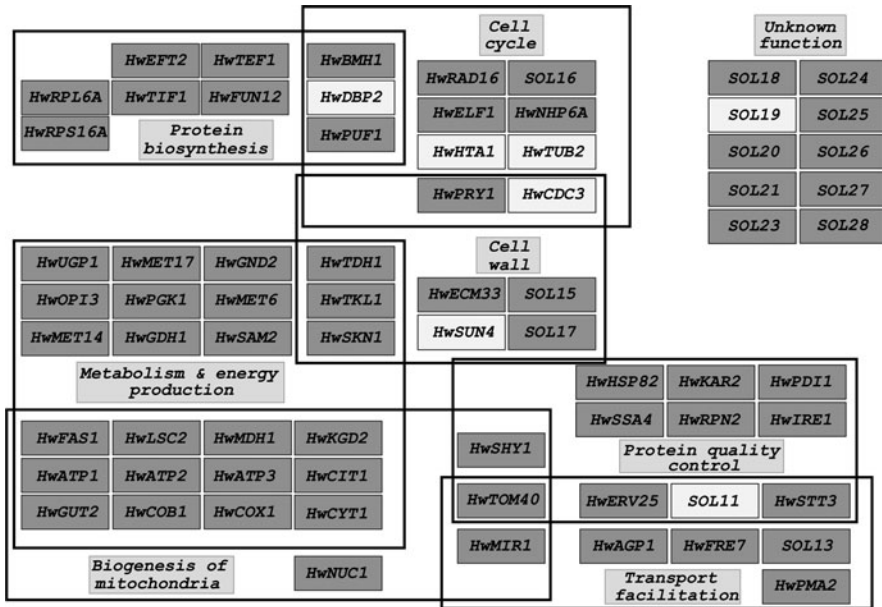 Cell
cycle
Unknown
function
HwEFT2 HwTEF1 HwBMH1
HwRAD16 SOL16
SOL18 SOL24
HwRPL6A HwTIF1 HwFUN12 HwDBP2
HwELF1 HwNHP6A
SOL19 SOL25
HwRPS16A
Protein
biosynthesis
HwPUF1
HwHTA1 HwTUB2
SOL20 SOL26
HwPRY1 HwCDC3
SOL21 SOL27
SOL23 SOL28
Cell
wall
HwUGP1 HwMET17 HwGND2 HwTDH1
HwOPI3 HwPGK1 HwMET6 HwTKL1
HwECM33 SOL15
HwMET14 HwGDH1 HwSAM2 HwSKN1
HwSUN4 SOL17
Metabolism & energy
production
HwHSP82 HwKAR2 HwPDI1
HwSSA4 HwRPN2 HwIRE1
Protein quality
control
HwFAS1 HwLSC2 HwMDH1 HwKGD2
HwSHY1
HwATP1 HwATP2 HwATP3 HwCIT1
HwTOM40 HwERV25 SOL11 HwSTT3
HwGUT2 HwCOB1 HwCOX1 HwCYT1
HwMIR1 HwAGP1 HwFRE7 SOL13
Biogenesis of
mitochondria
HwNUC1
Transport
facilitation
HwPMA2